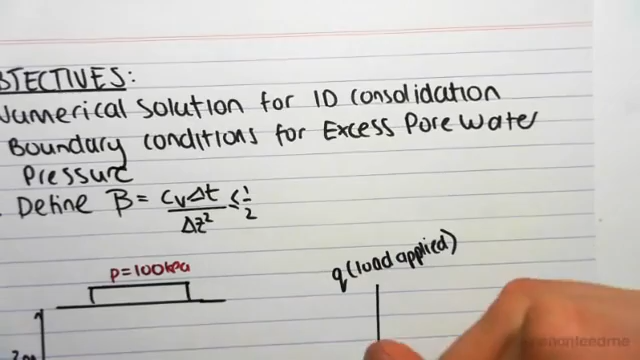 BJECTIVES:
Numerical solution for 1D consolidation
Boundary conditions for Excess Pore Water
Pressure
. Define β = CvΔt/Δz² ≤ 1/2
P=100kPa
q (load applied)